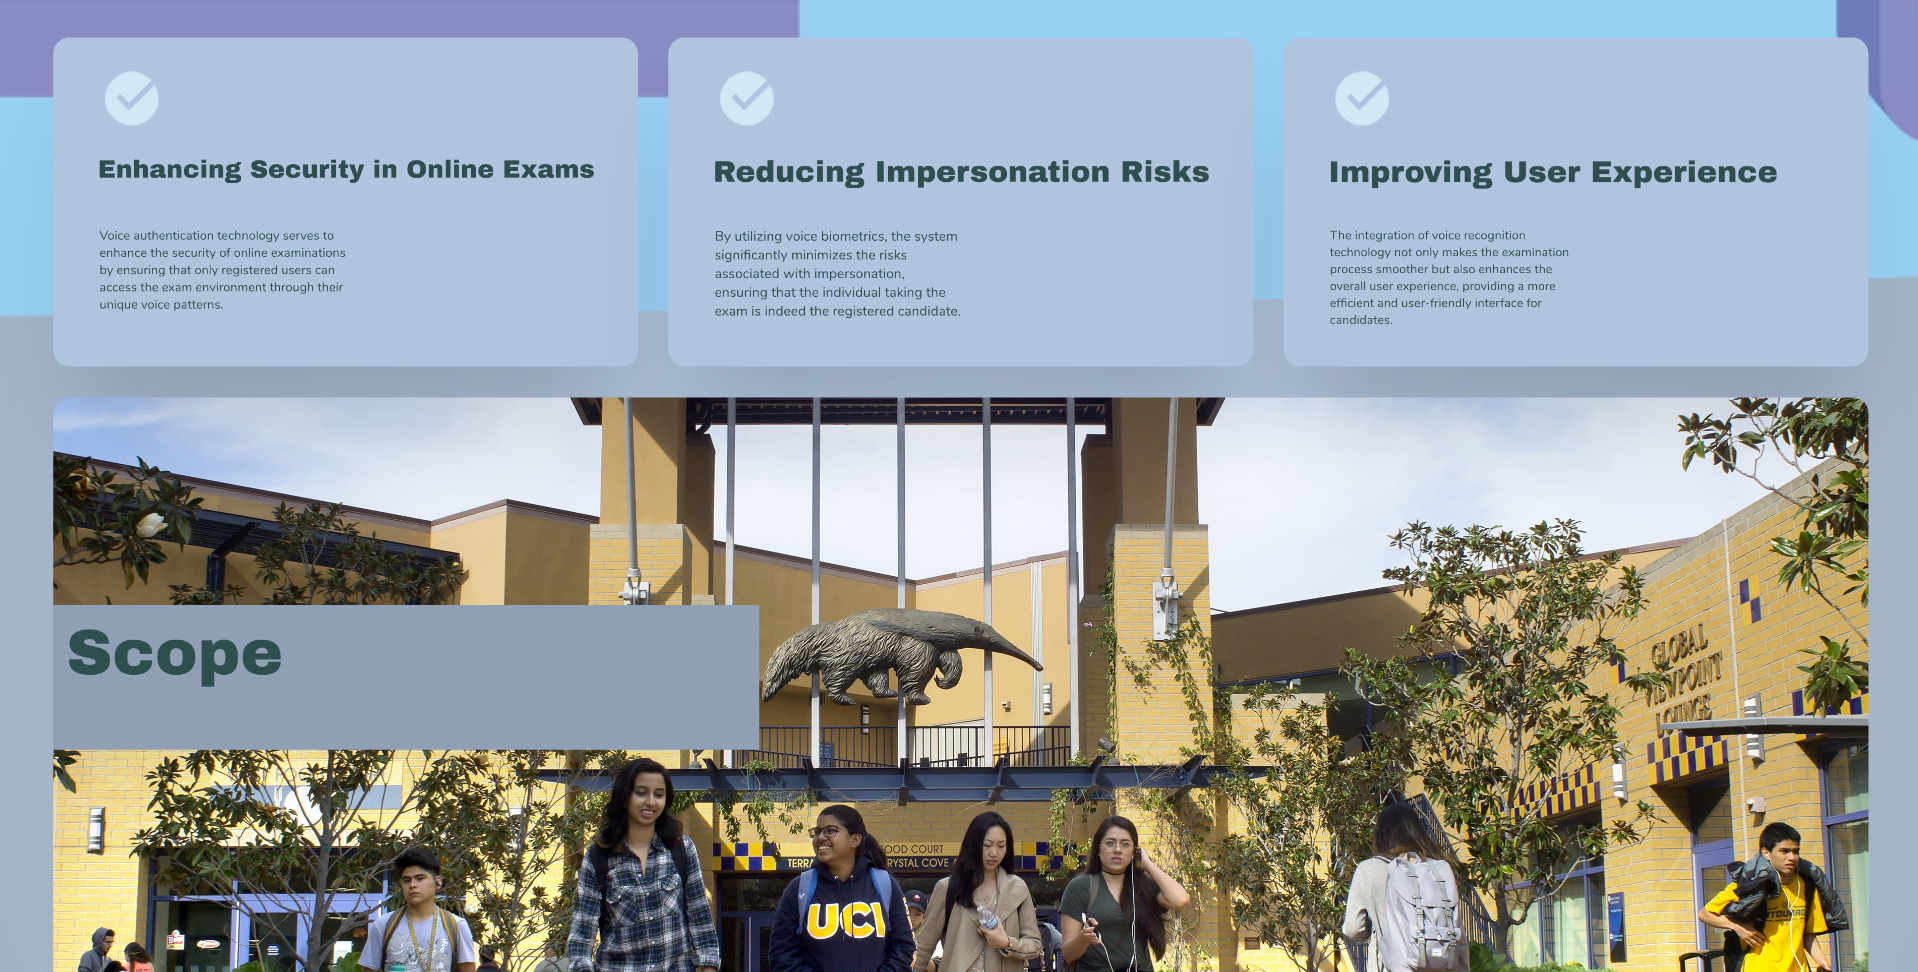 Enhancing Security in Online Exams
Voice authentication technology serves to
enhance the security of online examinations
by ensuring that only registered users can
access the exam environment through their
unique voice patterns.
Reducing Impersonation Risks
By utilizing voice biometrics, the system
significantly minimizes the risks
associated with impersonation,
ensuring that the individual taking the
exam is indeed the registered candidate.
Improving User Experience
The integration of voice recognition
technology not only makes the examination
process smoother but also enhances the
overall user experience, providing a more
efficient and user-friendly interface for
candidates.
Scope
GLOBAL
VIEWPOINT
LOUNGE
FOOD COURT
UCI